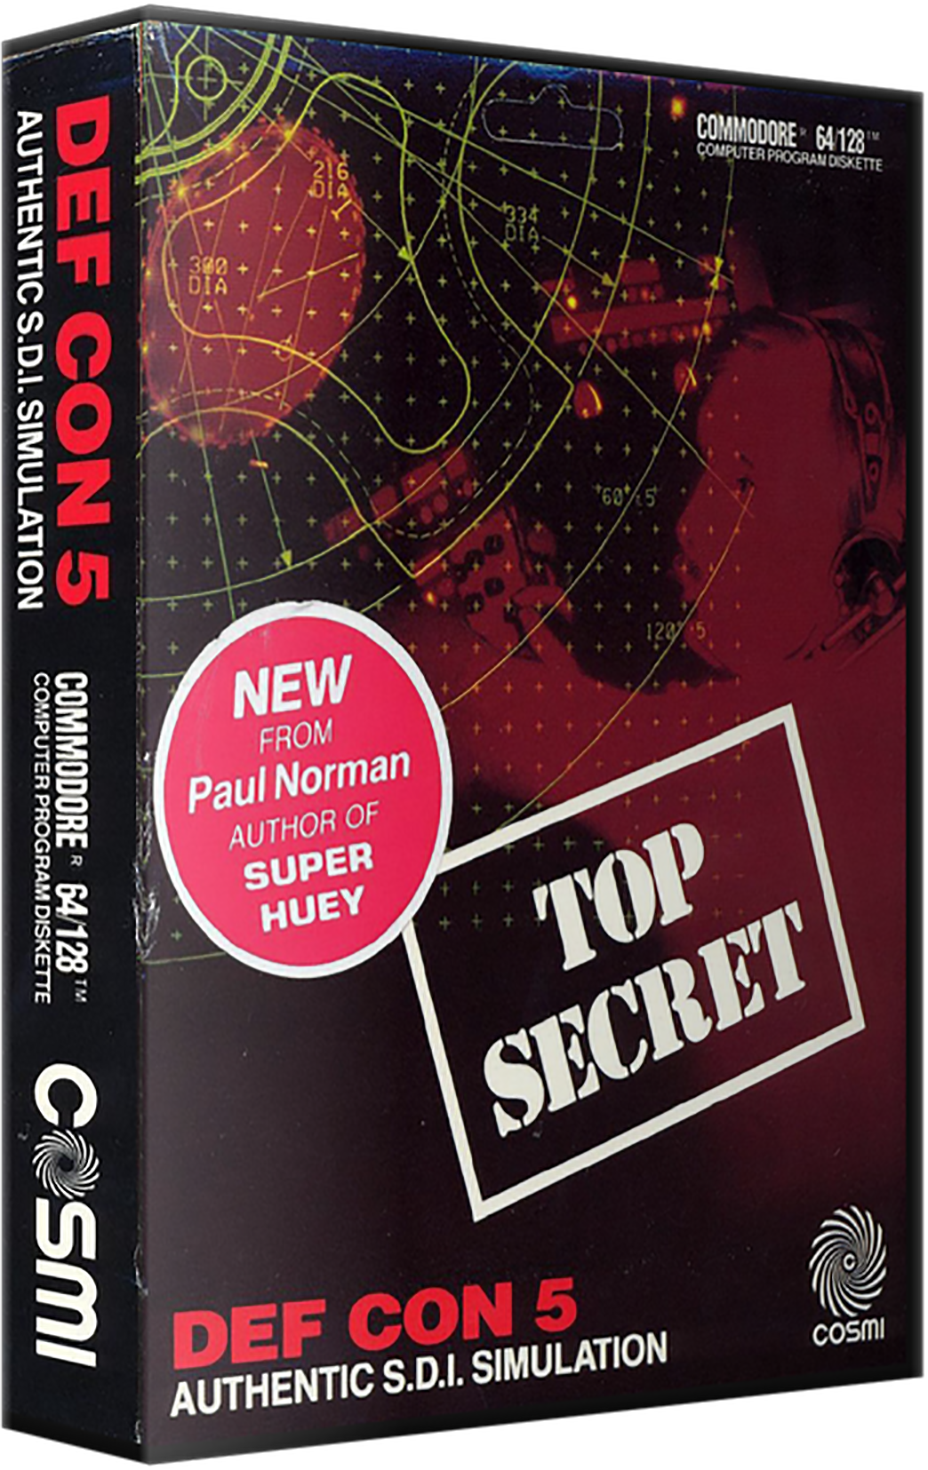 DEF CON 5
AUTHENTIC S.D.I. SIMULATION
COMMODORE® 64/128™
COMPUTER PROGRAM DISKETTE
COSMI
COMMODORE® 64/128™
COMPUTER PROGRAM DISKETTE
216
DIA
334
DIA
300
DIA
NEW
FROM
Paul Norman
AUTHOR OF
SUPER
HUEY
TOP
SECRET
DEF CON 5
AUTHENTIC S.D.I. SIMULATION
COSMI